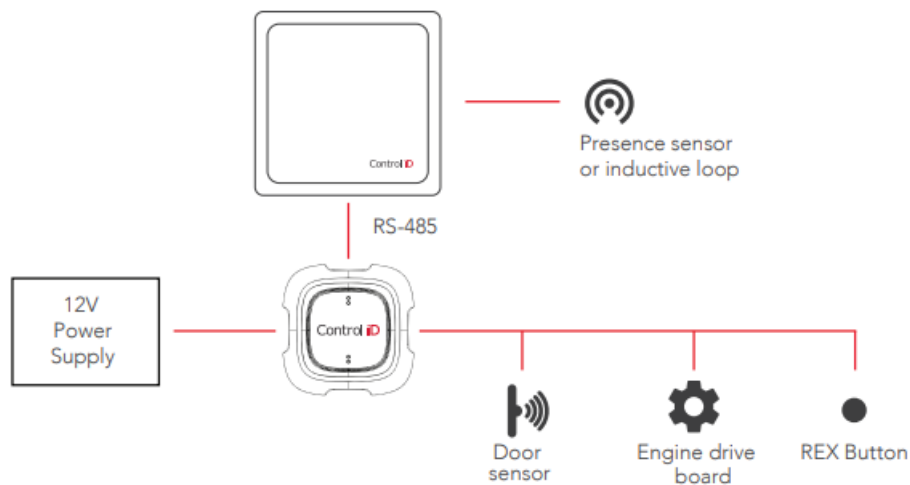 Control iD
Presence sensor
or inductive loop
RS-485
12V
Power
Supply
Control iD
Door
sensor
Engine drive
board
REX Button